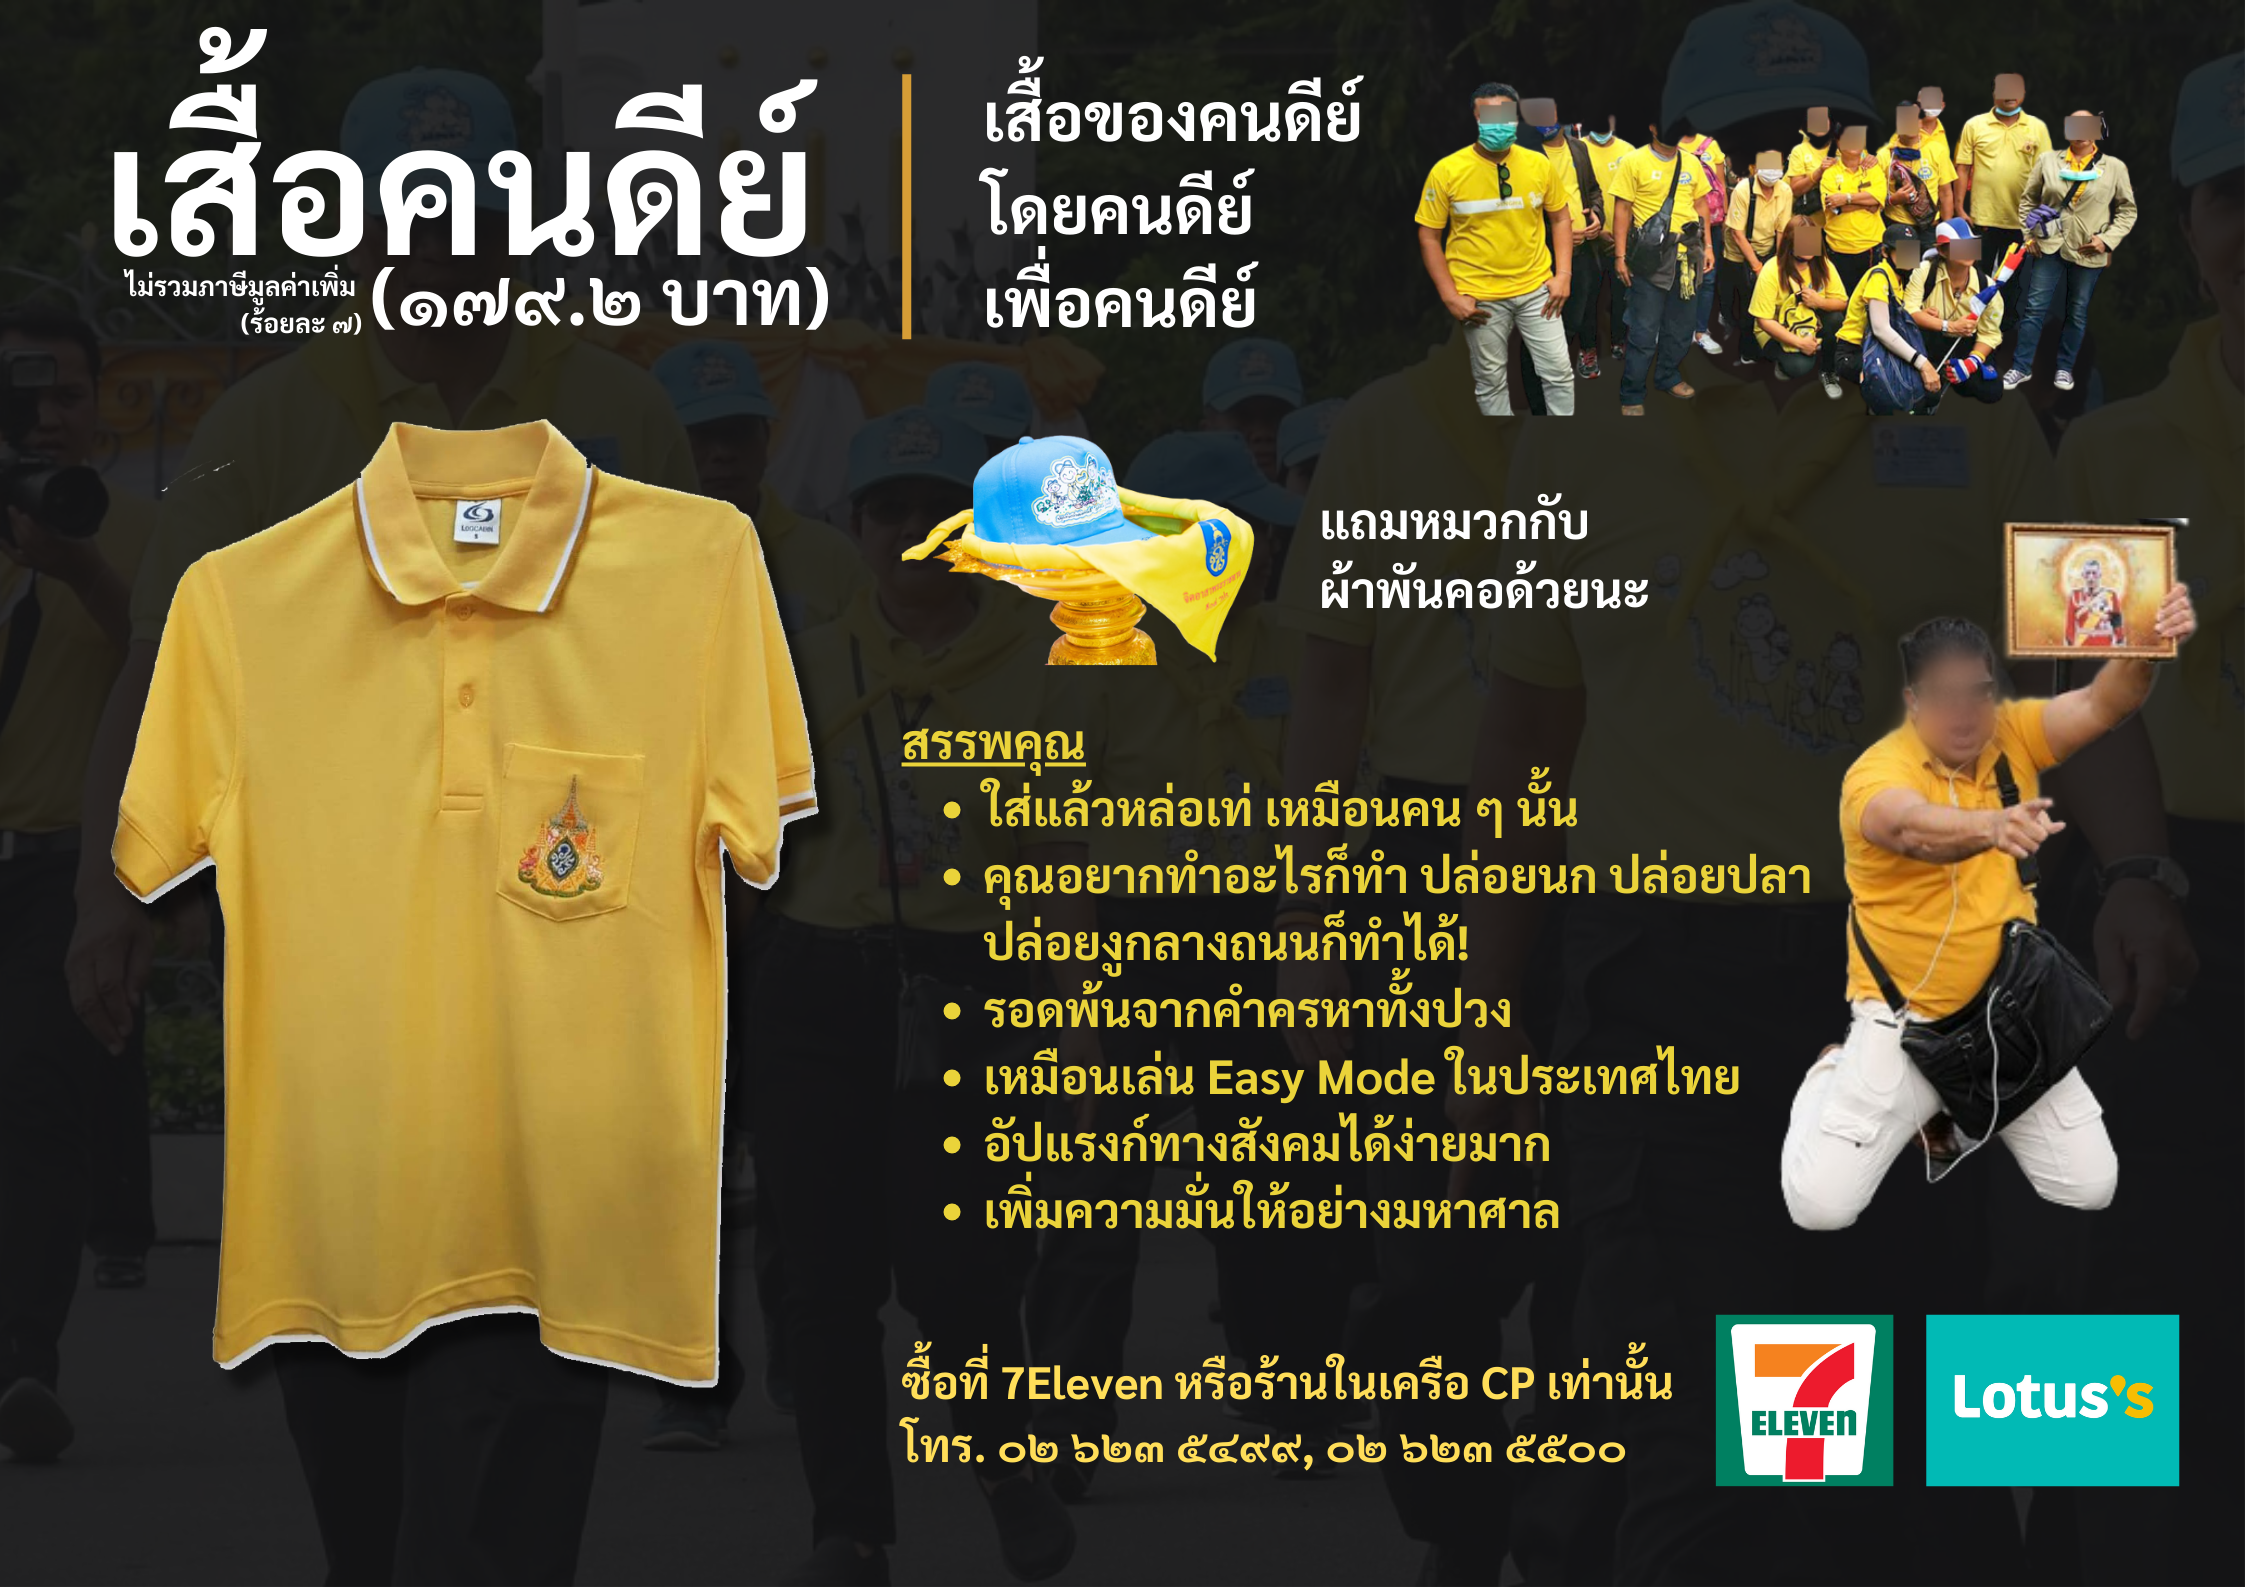 เสื้อคนดีย์
ไม่รวมภาษีมูลค่าเพิ่ม
(ร้อยละ ๗)
(๑๗๙.๒ บาท)
เสื้อของคนดีย์
โดยคนดีย์
เพื่อคนดีย์
LOGCABIN
S
แถมหมวกกับ
ผ้าพันคอด้วยนะ
สรรพคุณ
• ใส่แล้วหล่อเท่ เหมือนคน ๆ นั้น
• คุณอยากทำอะไรก็ทำ ปล่อยนก ปล่อยปลา
ปล่อยงูกลางถนนก็ทำได้!
• รอดพ้นจากคำครหาทั้งปวง
• เหมือนเล่น Easy Mode ในประเทศไทย
• อัปแรงก์ทางสังคมได้ง่ายมาก
• เพิ่มความมั่นให้อย่างมหาศาล
ซื้อที่ 7Eleven หรือร้านในเครือ CP เท่านั้น
โทร. ๐๒ ๖๒๓ ๕๔๙๙, ๐๒ ๖๒๓ ๕๕๐๐
7
ELEVEn
Lotus's